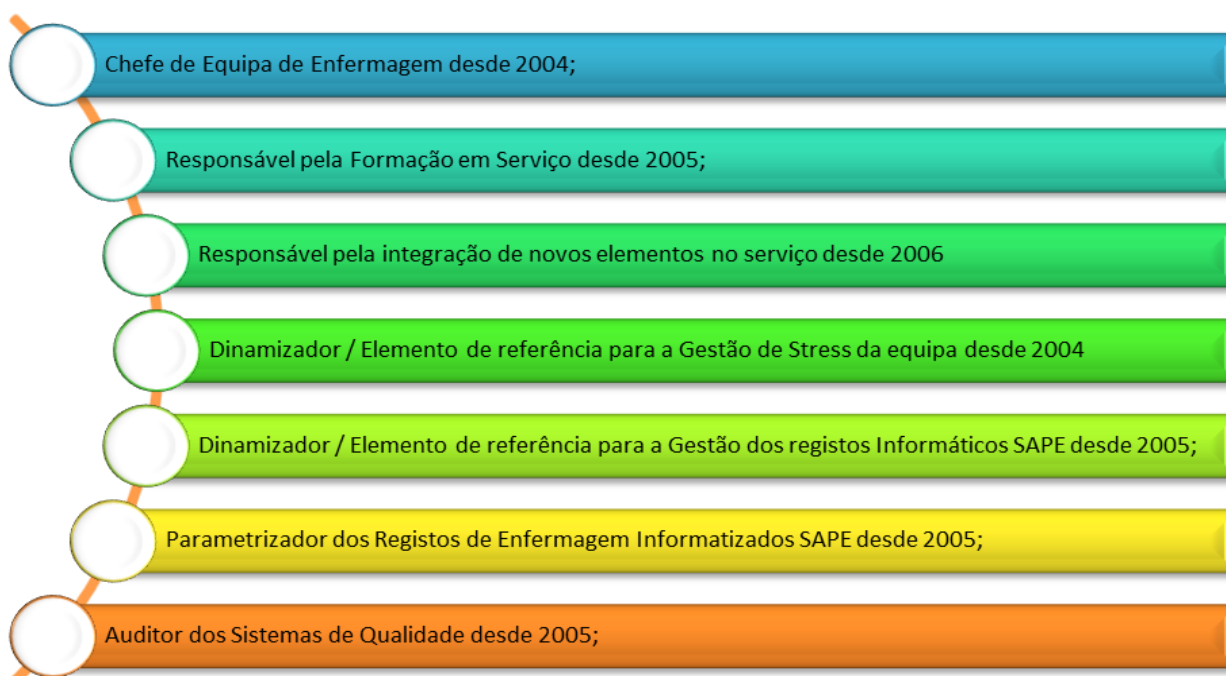 Chefe de Equipa de Enfermagem desde 2004;
Responsável pela Formação em Serviço desde 2005;
Responsável pela integração de novos elementos no serviço desde 2006
Dinamizador / Elemento de referência para a Gestão de Stress da equipa desde 2004
Dinamizador / Elemento de referência para a Gestão dos registos Informáticos SAPE desde 2005;
Parametrizador dos Registos de Enfermagem Informatizados SAPE desde 2005;
Auditor dos Sistemas de Qualidade desde 2005;